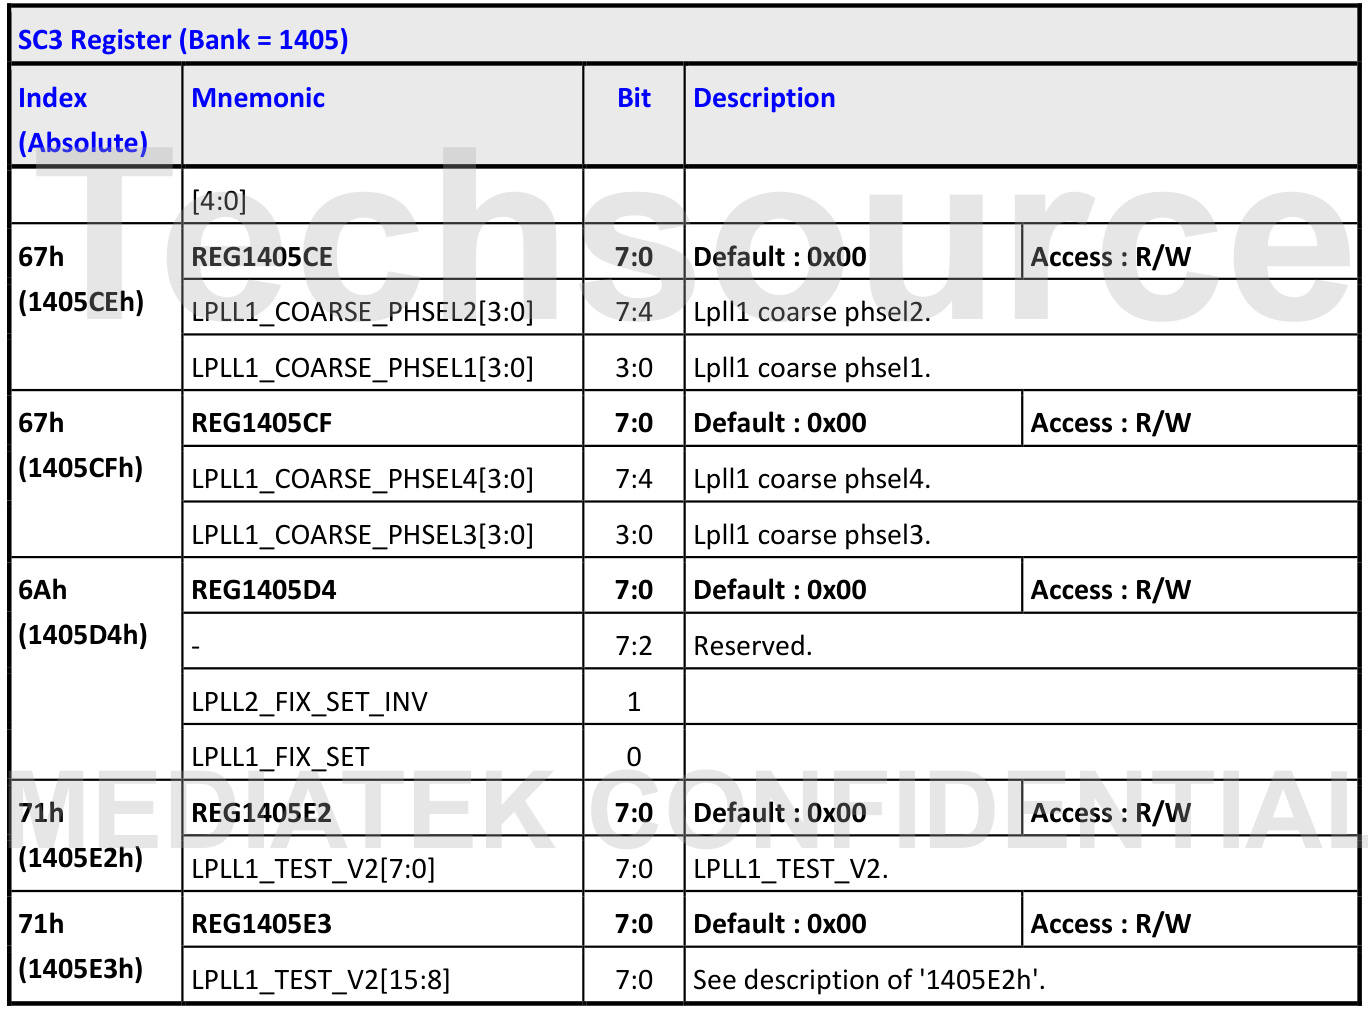 SC3 Register (Bank = 1405)
Index (Absolute) Mnemonic Bit Description
[4:0]
67h (1405CEh) REG1405CE 7:0 Default : 0x00 Access : R/W
LPLL1_COARSE_PHSEL2[3:0] 7:4 Lpll1 coarse phsel2.
LPLL1_COARSE_PHSEL1[3:0] 3:0 Lpll1 coarse phsel1.
67h (1405CFh) REG1405CF 7:0 Default : 0x00 Access : R/W
LPLL1_COARSE_PHSEL4[3:0] 7:4 Lpll1 coarse phsel4.
LPLL1_COARSE_PHSEL3[3:0] 3:0 Lpll1 coarse phsel3.
6Ah (1405D4h) REG1405D4 7:0 Default : 0x00 Access : R/W
- 7:2 Reserved.
LPLL2_FIX_SET_INV 1
LPLL1_FIX_SET 0
71h (1405E2h) REG1405E2 7:0 Default : 0x00 Access : R/W
LPLL1_TEST_V2[7:0] 7:0 LPLL1_TEST_V2.
71h (1405E3h) REG1405E3 7:0 Default : 0x00 Access : R/W
LPLL1_TEST_V2[15:8] 7:0 See description of '1405E2h'.
Techsource
MEDIATEK CONFIDENTIAL